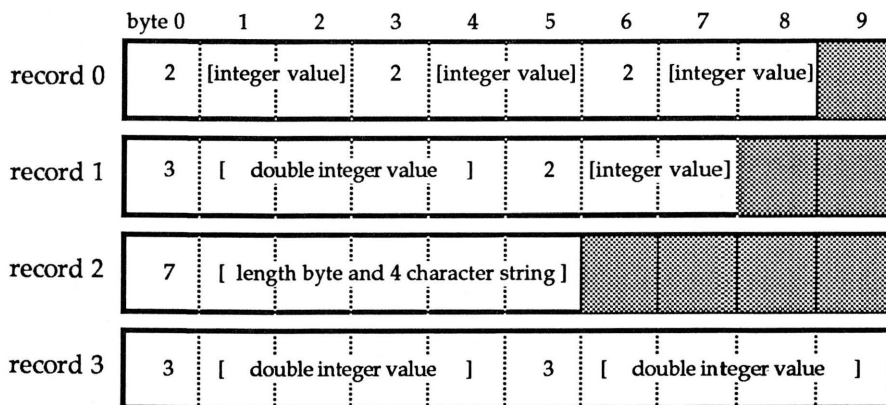 byte 0 1 2 3 4 5 6 7 8 9
record 0 2 [integer value] 2 [integer value] 2 [integer value]
record 1 3 [ double integer value ] 2 [integer value]
record 2 7 [ length byte and 4 character string ]
record 3 3 [ double integer value ] 3 [ double integer value ]